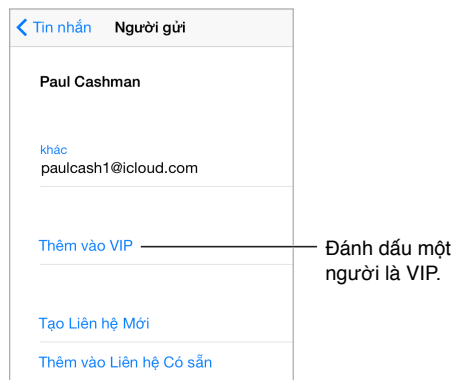 Tin nhắn Người gửi
Paul Cashman
khác
paulcash1@icloud.com
Thêm vào VIP
Đánh dấu một
người là VIP.
Tạo Liên hệ Mới
Thêm vào Liên hệ Có sẵn